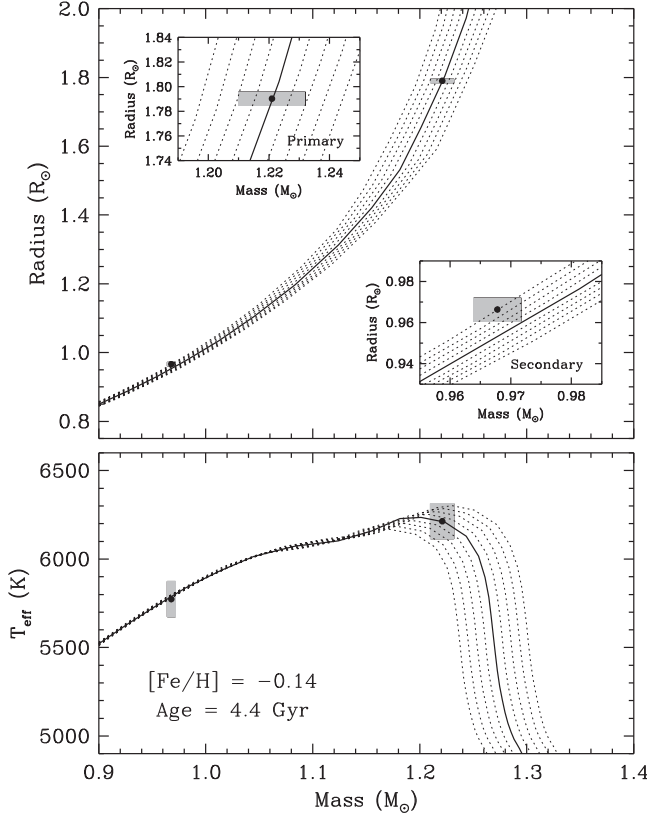 2.0
1.8
1.6
1.4
1.2
1.0
0.8
Radius (R⊙)
1.84
1.82
1.80
1.78
1.76
1.74
Radius (R⊙)
Primary
1.20 1.22 1.24
Mass (M⊙)
0.98
0.96
0.94
Radius (R⊙)
Secondary
0.96 0.97 0.98
Mass (M⊙)
6500
6000
5500
5000
Teff (K)
[Fe/H] = −0.14
Age = 4.4 Gyr
0.9 1.0 1.1 1.2 1.3 1.4
Mass (M⊙)